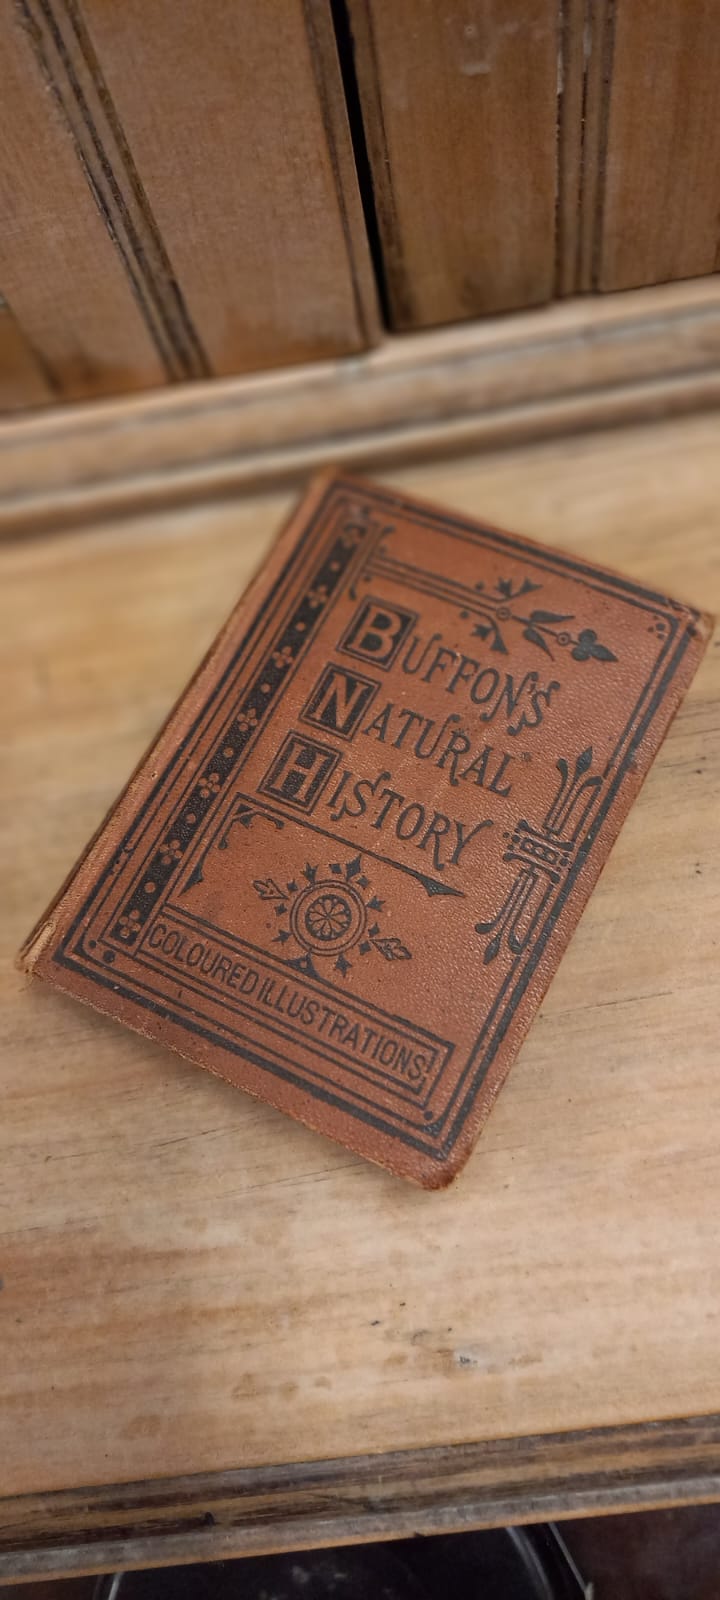 BUFFON'S
NATURAL
HISTORY
COLOURED ILLUSTRATIONS